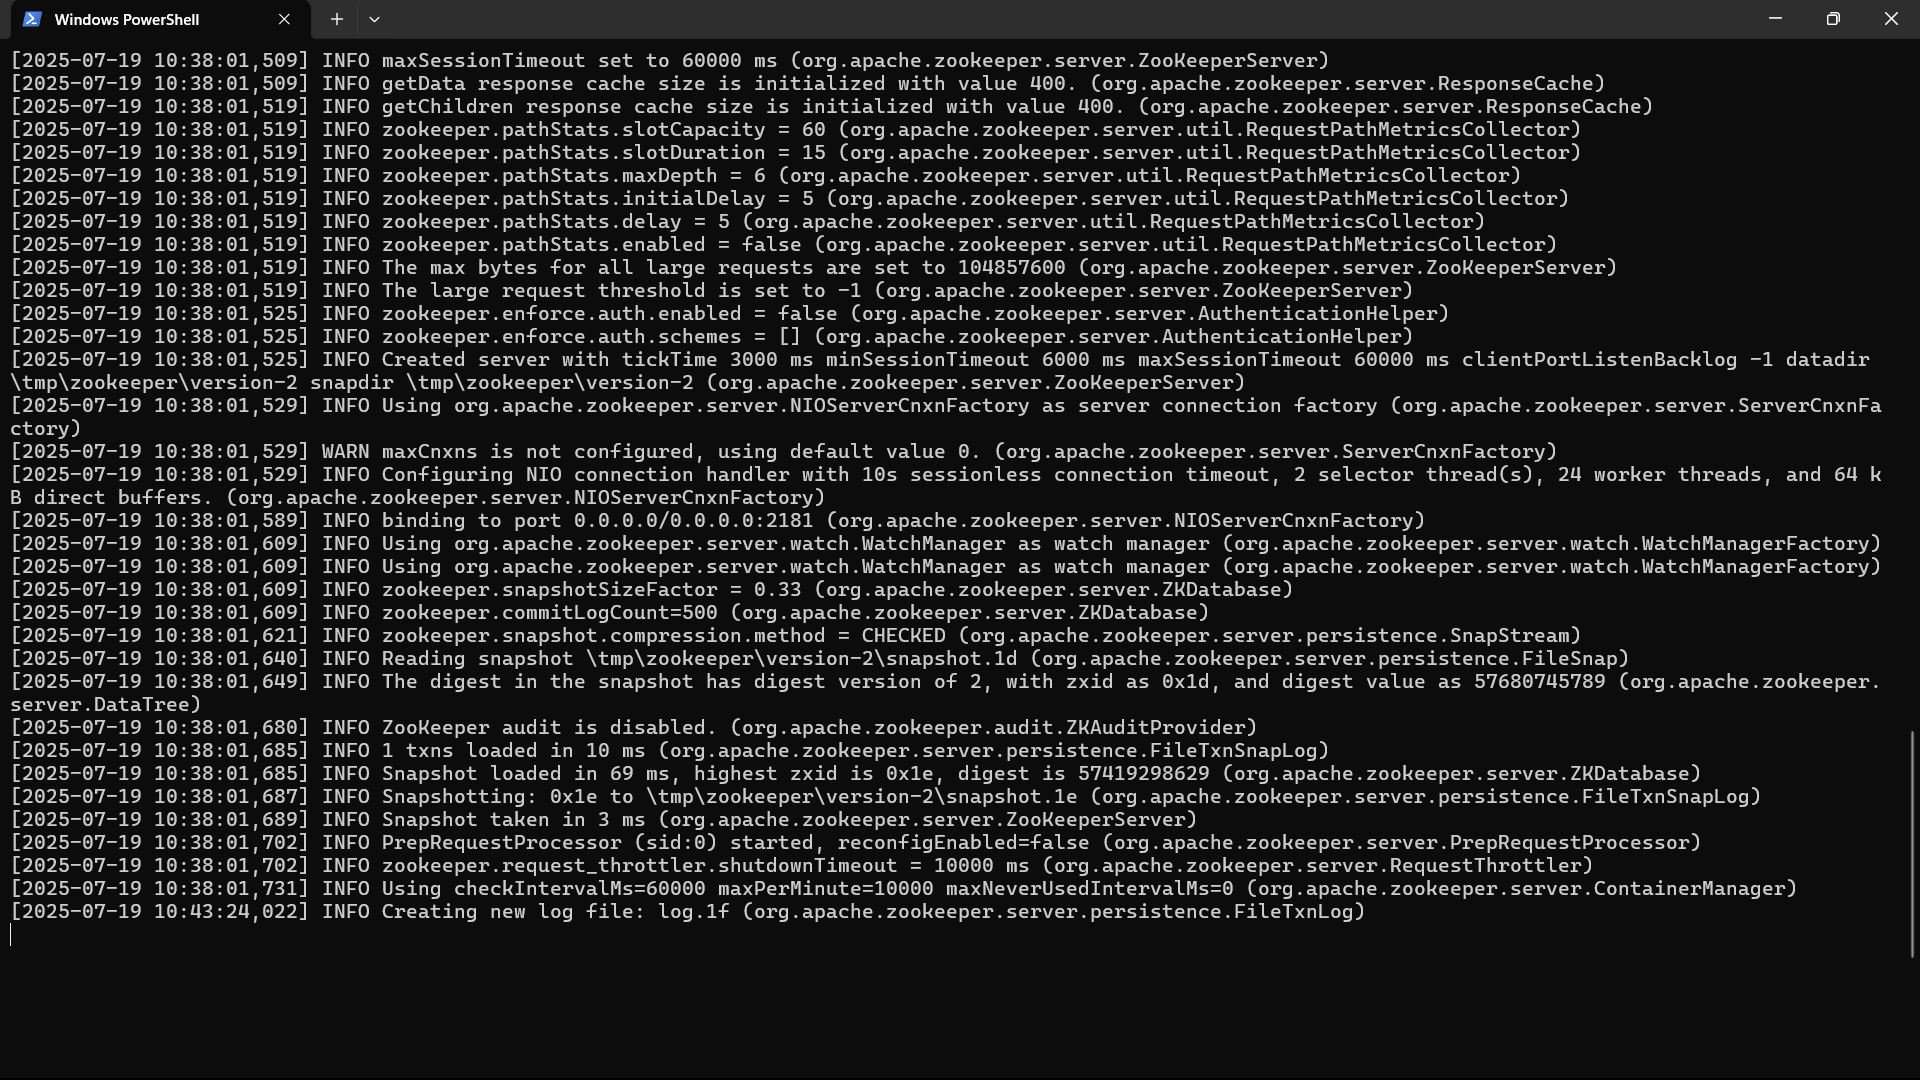 Windows PowerShell
[2025-07-19 10:38:01,509] INFO maxSessionTimeout set to 60000 ms (org.apache.zookeeper.server.ZooKeeperServer)
[2025-07-19 10:38:01,509] INFO getData response cache size is initialized with value 400. (org.apache.zookeeper.server.ResponseCache)
[2025-07-19 10:38:01,519] INFO getChildren response cache size is initialized with value 400. (org.apache.zookeeper.server.ResponseCache)
[2025-07-19 10:38:01,519] INFO zookeeper.pathStats.slotCapacity = 60 (org.apache.zookeeper.server.util.RequestPathMetricsCollector)
[2025-07-19 10:38:01,519] INFO zookeeper.pathStats.slotDuration = 15 (org.apache.zookeeper.server.util.RequestPathMetricsCollector)
[2025-07-19 10:38:01,519] INFO zookeeper.pathStats.maxDepth = 6 (org.apache.zookeeper.server.util.RequestPathMetricsCollector)
[2025-07-19 10:38:01,519] INFO zookeeper.pathStats.initialDelay = 5 (org.apache.zookeeper.server.util.RequestPathMetricsCollector)
[2025-07-19 10:38:01,519] INFO zookeeper.pathStats.delay = 5 (org.apache.zookeeper.server.util.RequestPathMetricsCollector)
[2025-07-19 10:38:01,519] INFO zookeeper.pathStats.enabled = false (org.apache.zookeeper.server.util.RequestPathMetricsCollector)
[2025-07-19 10:38:01,519] INFO The max bytes for all large requests are set to 104857600 (org.apache.zookeeper.server.ZooKeeperServer)
[2025-07-19 10:38:01,519] INFO The large request threshold is set to -1 (org.apache.zookeeper.server.ZooKeeperServer)
[2025-07-19 10:38:01,525] INFO zookeeper.enforce.auth.enabled = false (org.apache.zookeeper.server.AuthenticationHelper)
[2025-07-19 10:38:01,525] INFO zookeeper.enforce.auth.schemes = [] (org.apache.zookeeper.server.AuthenticationHelper)
[2025-07-19 10:38:01,525] INFO Created server with tickTime 3000 ms minSessionTimeout 6000 ms maxSessionTimeout 60000 ms clientPortListenBacklog -1 datadir
\tmp\zookeeper\version-2 snapdir \tmp\zookeeper\version-2 (org.apache.zookeeper.server.ZooKeeperServer)
[2025-07-19 10:38:01,529] INFO Using org.apache.zookeeper.server.NIOServerCnxnFactory as server connection factory (org.apache.zookeeper.server.ServerCnxnFa
ctory)
[2025-07-19 10:38:01,529] WARN maxCnxns is not configured, using default value 0. (org.apache.zookeeper.server.ServerCnxnFactory)
[2025-07-19 10:38:01,529] INFO Configuring NIO connection handler with 10s sessionless connection timeout, 2 selector thread(s), 24 worker threads, and 64 k
B direct buffers. (org.apache.zookeeper.server.NIOServerCnxnFactory)
[2025-07-19 10:38:01,589] INFO binding to port 0.0.0.0/0.0.0.0:2181 (org.apache.zookeeper.server.NIOServerCnxnFactory)
[2025-07-19 10:38:01,609] INFO Using org.apache.zookeeper.server.watch.WatchManager as watch manager (org.apache.zookeeper.server.watch.WatchManagerFactory)
[2025-07-19 10:38:01,609] INFO Using org.apache.zookeeper.server.watch.WatchManager as watch manager (org.apache.zookeeper.server.watch.WatchManagerFactory)
[2025-07-19 10:38:01,609] INFO zookeeper.snapshotSizeFactor = 0.33 (org.apache.zookeeper.server.ZKDatabase)
[2025-07-19 10:38:01,609] INFO zookeeper.commitLogCount=500 (org.apache.zookeeper.server.ZKDatabase)
[2025-07-19 10:38:01,621] INFO zookeeper.snapshot.compression.method = CHECKED (org.apache.zookeeper.server.persistence.SnapStream)
[2025-07-19 10:38:01,640] INFO Reading snapshot \tmp\zookeeper\version-2\snapshot.1d (org.apache.zookeeper.server.persistence.FileSnap)
[2025-07-19 10:38:01,649] INFO The digest in the snapshot has digest version of 2, with zxid as 0x1d, and digest value as 57680745789 (org.apache.zookeeper.
server.DataTree)
[2025-07-19 10:38:01,680] INFO ZooKeeper audit is disabled. (org.apache.zookeeper.audit.ZKAuditProvider)
[2025-07-19 10:38:01,685] INFO 1 txns loaded in 10 ms (org.apache.zookeeper.server.persistence.FileTxnSnapLog)
[2025-07-19 10:38:01,685] INFO Snapshot loaded in 69 ms, highest zxid is 0x1e, digest is 57419298629 (org.apache.zookeeper.server.ZKDatabase)
[2025-07-19 10:38:01,687] INFO Snapshotting: 0x1e to \tmp\zookeeper\version-2\snapshot.1e (org.apache.zookeeper.server.persistence.FileTxnSnapLog)
[2025-07-19 10:38:01,689] INFO Snapshot taken in 3 ms (org.apache.zookeeper.server.ZooKeeperServer)
[2025-07-19 10:38:01,702] INFO PrepRequestProcessor (sid:0) started, reconfigEnabled=false (org.apache.zookeeper.server.PrepRequestProcessor)
[2025-07-19 10:38:01,702] INFO zookeeper.request_throttler.shutdownTimeout = 10000 ms (org.apache.zookeeper.server.RequestThrottler)
[2025-07-19 10:38:01,731] INFO Using checkIntervalMs=60000 maxPerMinute=10000 maxNeverUsedIntervalMs=0 (org.apache.zookeeper.server.ContainerManager)
[2025-07-19 10:43:24,022] INFO Creating new log file: log.1f (org.apache.zookeeper.server.persistence.FileTxnLog)